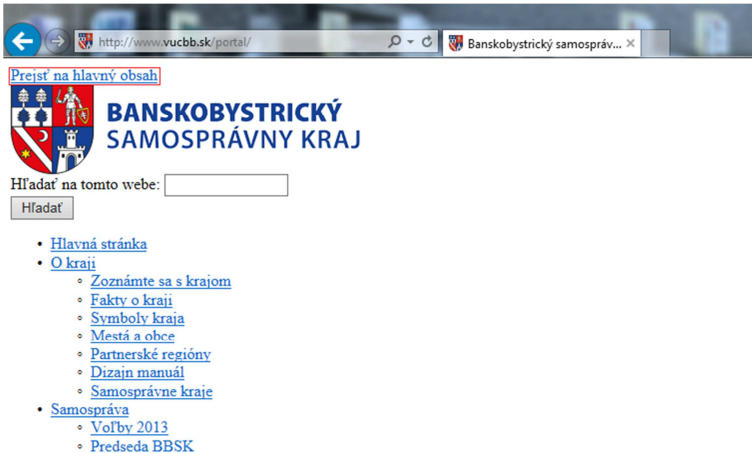 http://www.vucbb.sk/portal/
Banskobystrický samospráv...
Prejsť na hlavný obsah
BANSKOBYSTRICKÝ
SAMOSPRÁVNY KRAJ
Hľadať na tomto webe:
Hľadať
Hlavná stránka
O kraji
Zoznámte sa s krajom
Fakty o kraji
Symboly kraja
Mestá a obce
Partnerské regióny
Dizajn manuál
Samosprávne kraje
Samospráva
Voľby 2013
Predseda BBSK